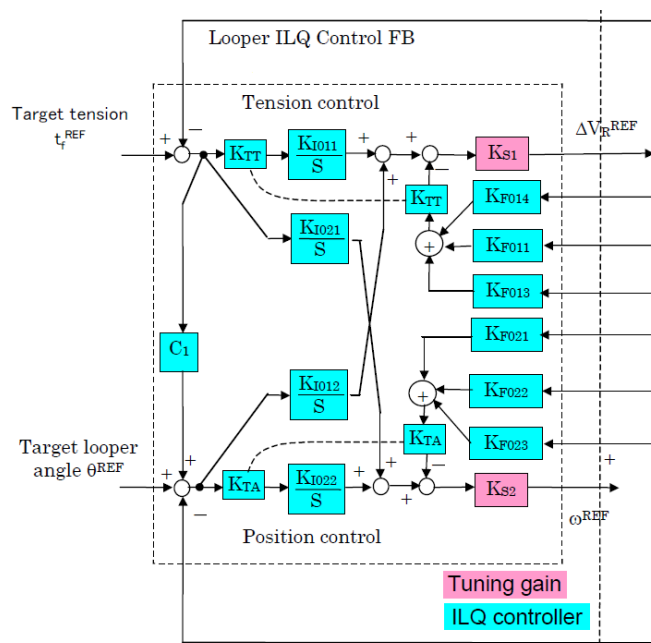 Looper ILQ Control FB
Tension control
Target tension
t_f^REF
+
−
K_TT
K_I011
S
+
+
+
−
K_S1
ΔV_R^REF
K_TT
K_F014
+
K_F011
K_F013
K_I021
S
C_1
K_F021
K_I012
S
+
K_F022
K_TA
K_F023
Target looper
angle θ^REF
+
+
−
K_TA
K_I022
S
+
+
+
−
K_S2
+
ω^REF
Position control
Tuning gain
ILQ controller